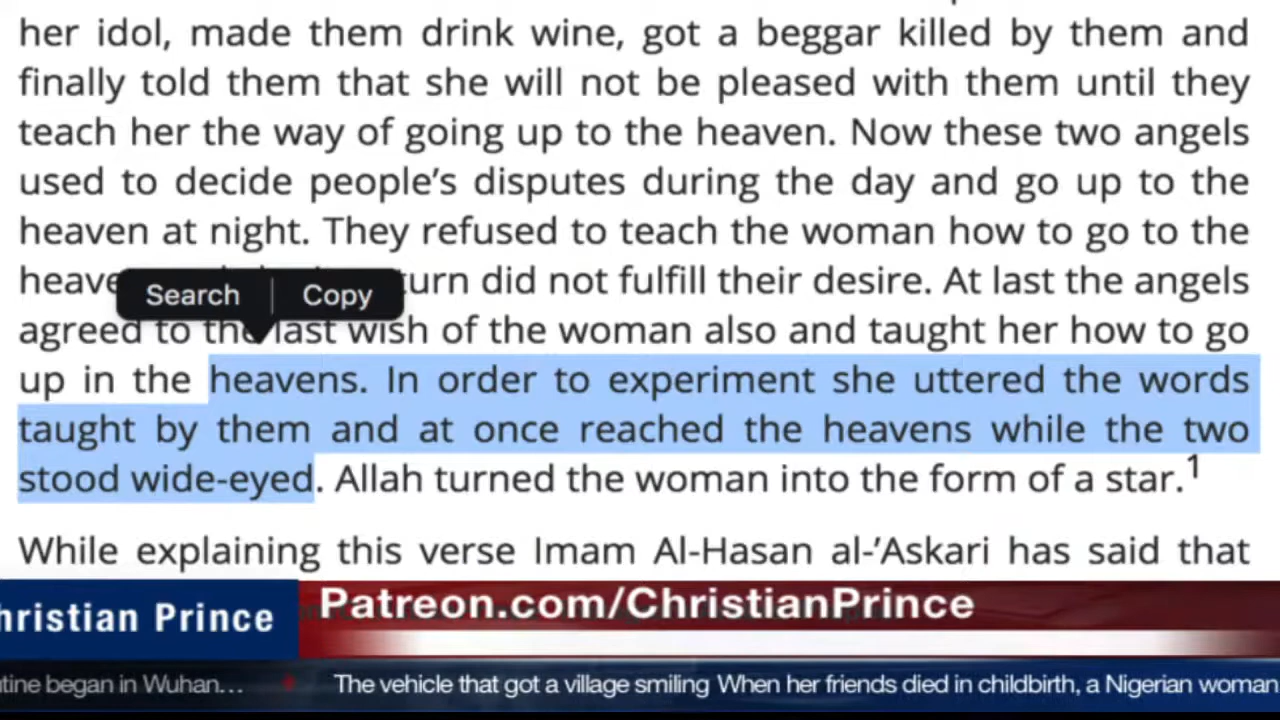 her idol, made them drink wine, got a beggar killed by them and
finally told them that she will not be pleased with them until they
teach her the way of going up to the heaven. Now these two angels
used to decide people's disputes during the day and go up to the
heaven at night. They refused to teach the woman how to go to the
heave turn did not fulfill their desire. At last the angels
Search Copy
agreed to the last wish of the woman also and taught her how to go
up in the heavens. In order to experiment she uttered the words
taught by them and at once reached the heavens while the two
stood wide-eyed. Allah turned the woman into the form of a star.1
While explaining this verse Imam Al-Hasan al-'Askari has said that
hristian Prince
Patreon.com/ChristianPrince
tine began in Wuhan... The vehicle that got a village smiling When her friends died in childbirth, a Nigerian woman